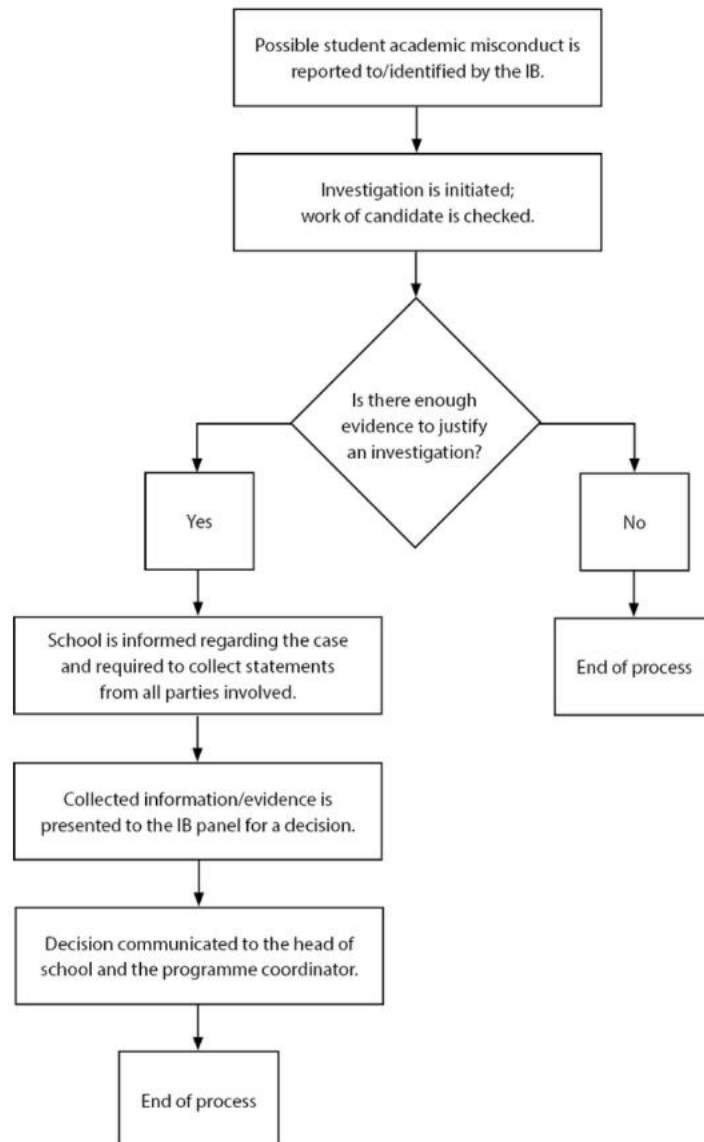 Possible student academic misconduct is
reported to/identified by the IB.
Investigation is initiated;
work of candidate is checked.
Is there enough
evidence to justify
an investigation?
Yes
No
School is informed regarding the case
and required to collect statements
from all parties involved.
End of process
Collected information/evidence is
presented to the IB panel for a decision.
Decision communicated to the head of
school and the programme coordinator.
End of process